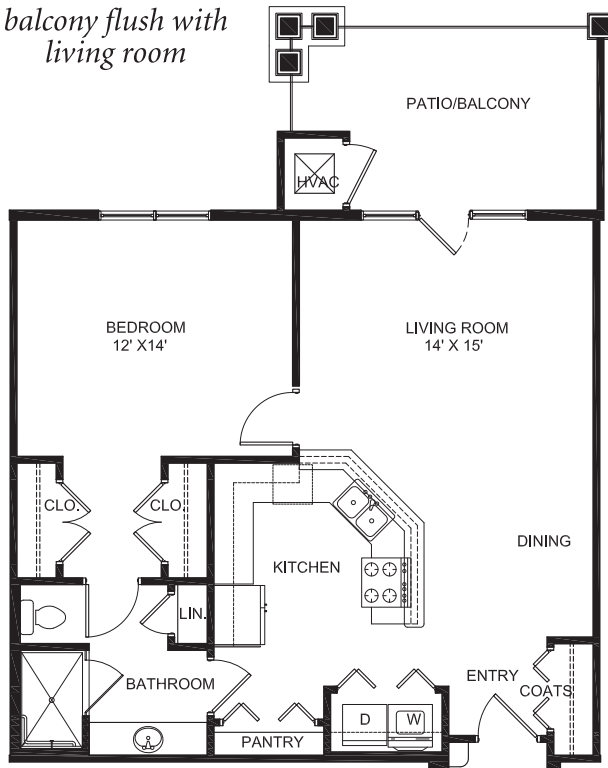 balcony flush with
living room
PATIO/BALCONY
HVAC
BEDROOM
12' X14'
LIVING ROOM
14' X 15'
CLO.
CLO.
DINING
KITCHEN
LIN.
ENTRY
BATHROOM
COATS
D
W
PANTRY